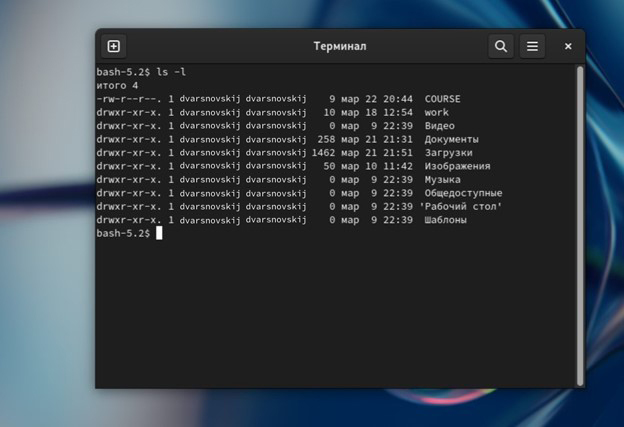 Терминал
bash-5.2$ ls -l
итого 4
-rw-r--r--. 1 dvarsnovskij dvarsnovskij    9 мар 22 20:44  COURSE
drwxr-xr-x. 1 dvarsnovskij dvarsnovskij   10 мар 18 12:54  work
drwxr-xr-x. 1 dvarsnovskij dvarsnovskij    0 мар  9 22:39  Видео
drwxr-xr-x. 1 dvarsnovskij dvarsnovskij  258 мар 21 21:31  Документы
drwxr-xr-x. 1 dvarsnovskij dvarsnovskij 1462 мар 21 21:51  Загрузки
drwxr-xr-x. 1 dvarsnovskij dvarsnovskij   50 мар 10 11:42  Изображения
drwxr-xr-x. 1 dvarsnovskij dvarsnovskij    0 мар  9 22:39  Музыка
drwxr-xr-x. 1 dvarsnovskij dvarsnovskij    0 мар  9 22:39  Общедоступные
drwxr-xr-x. 1 dvarsnovskij dvarsnovskij    0 мар  9 22:39 'Рабочий стол'
drwxr-xr-x. 1 dvarsnovskij dvarsnovskij    0 мар  9 22:39  Шаблоны
bash-5.2$